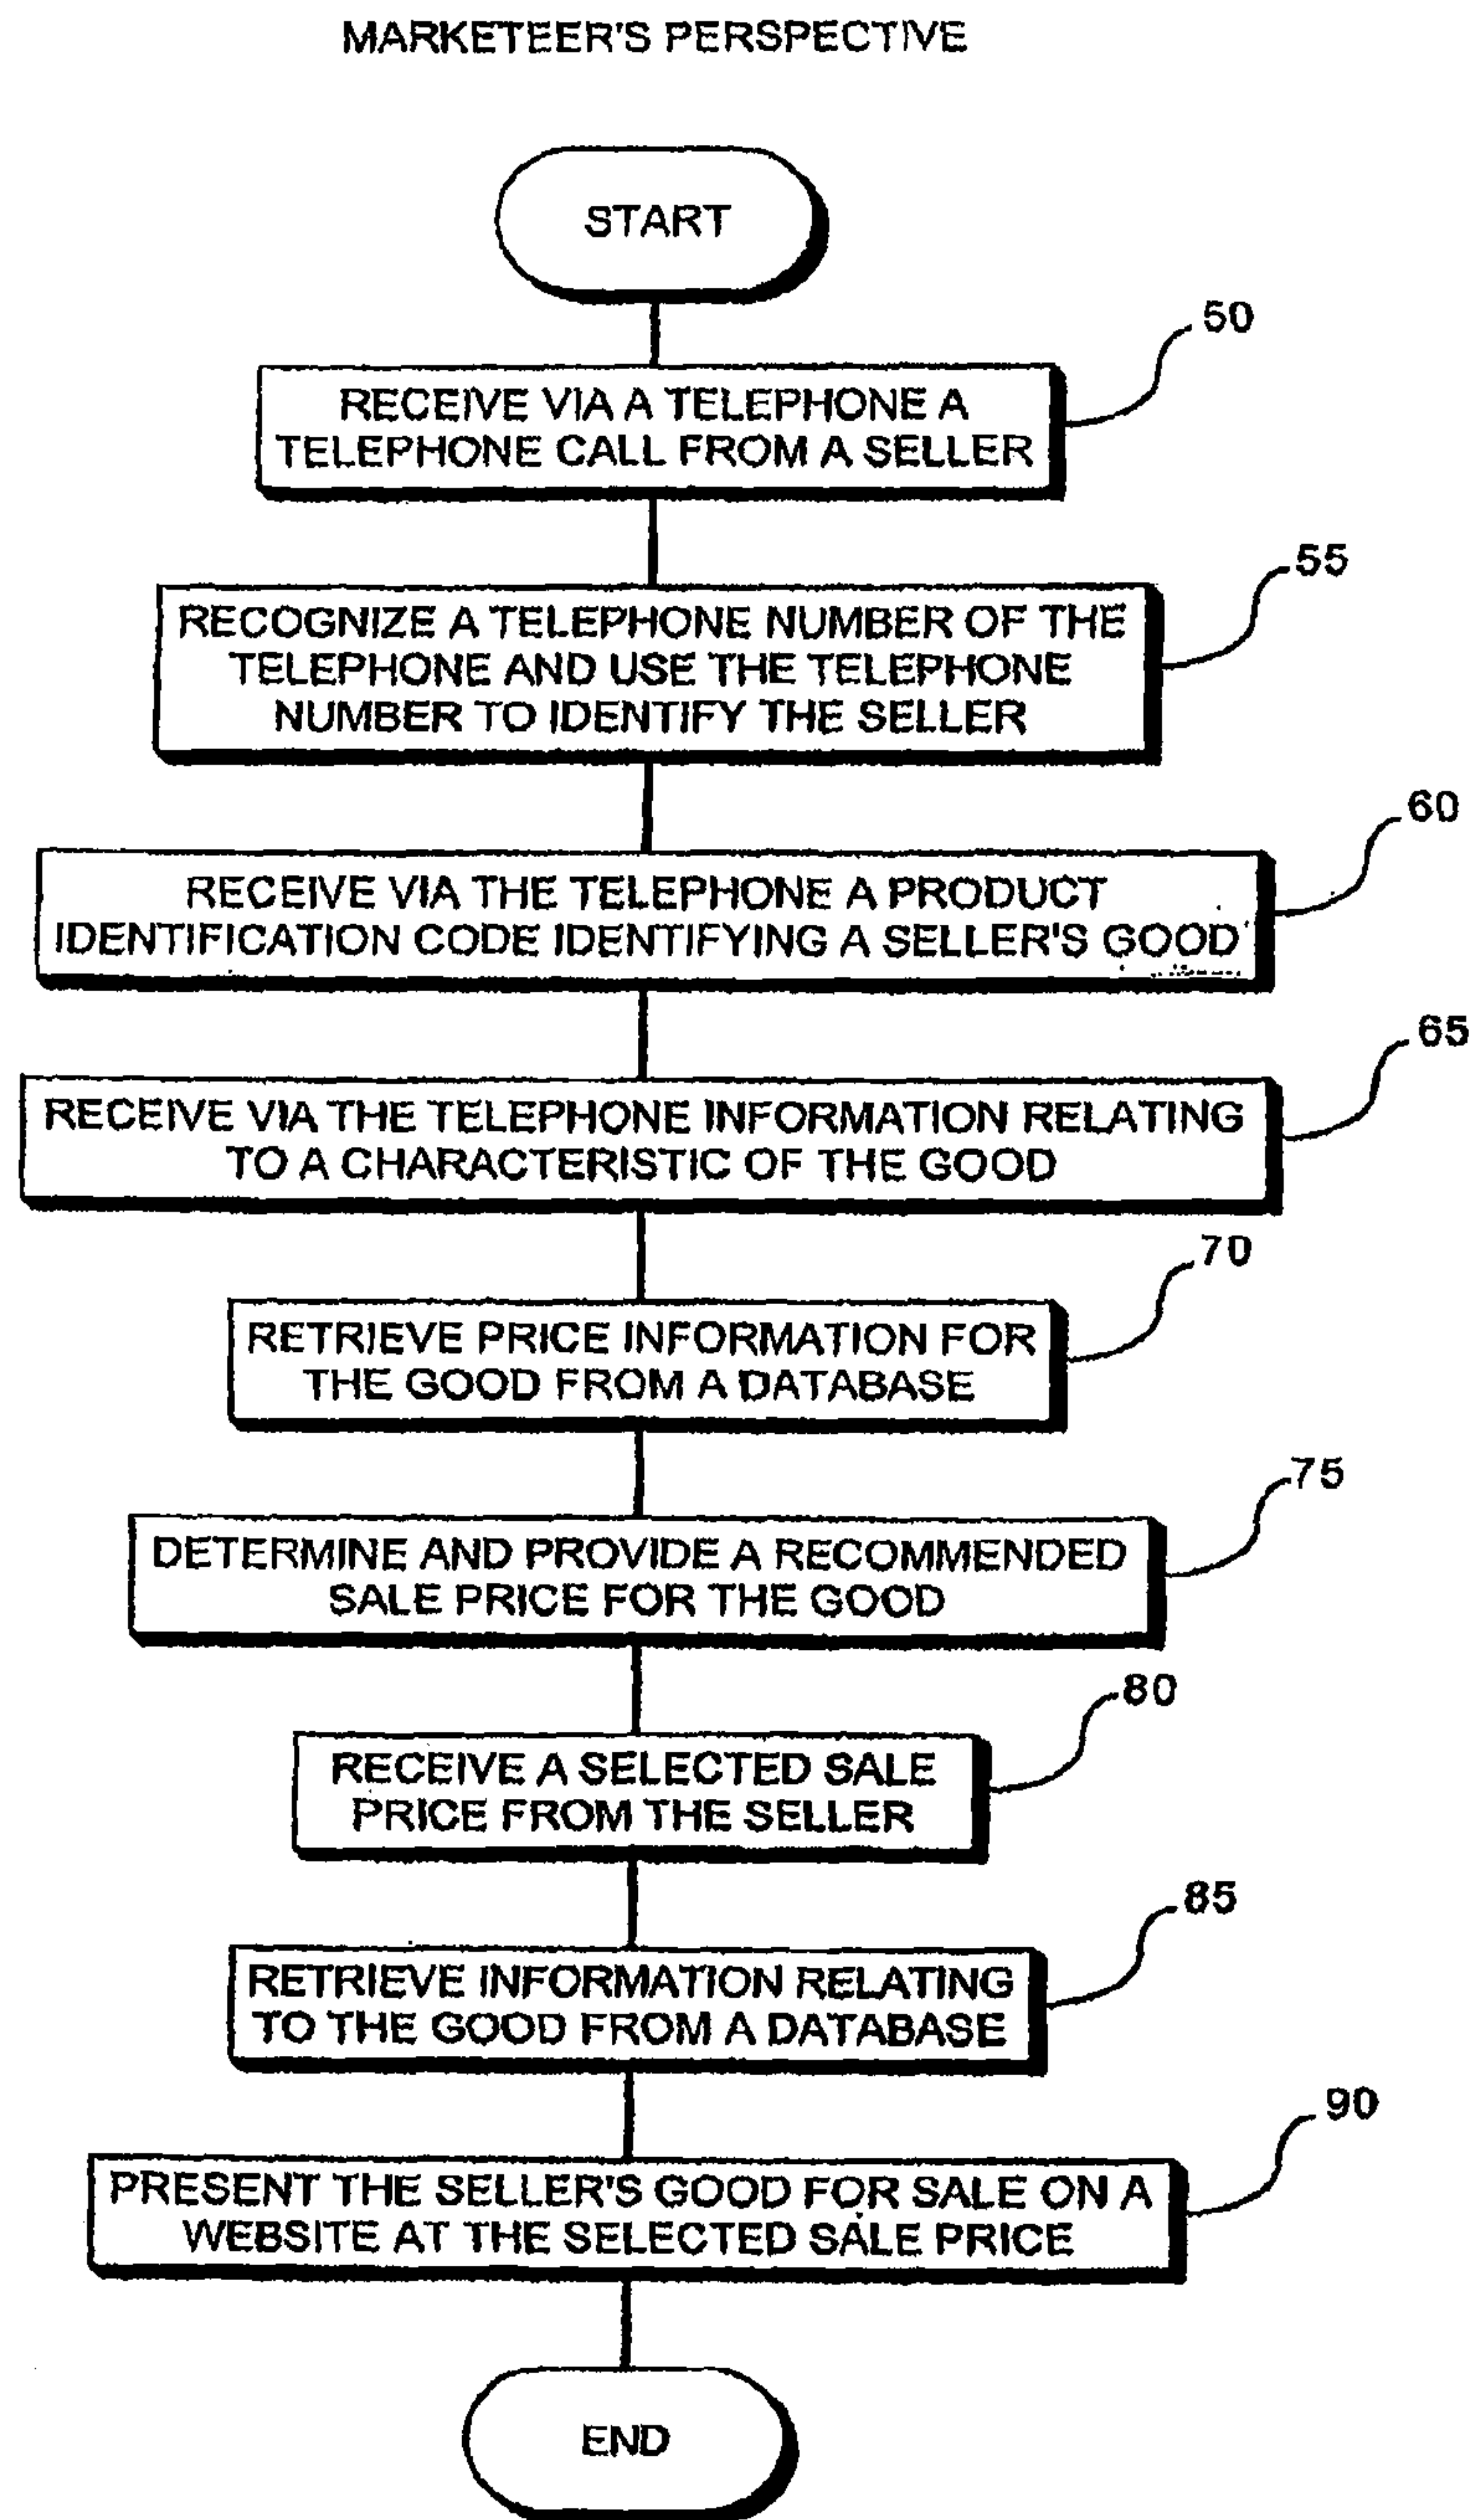 MARKETEER'S PERSPECTIVE
START
50
RECEIVE VIA A TELEPHONE A
TELEPHONE CALL FROM A SELLER
55
RECOGNIZE A TELEPHONE NUMBER OF THE
TELEPHONE AND USE THE TELEPHONE
NUMBER TO IDENTIFY THE SELLER
60
RECEIVE VIA THE TELEPHONE A PRODUCT
IDENTIFICATION CODE IDENTIFYING A SELLER'S GOOD
65
RECEIVE VIA THE TELEPHONE INFORMATION RELATING
TO A CHARACTERISTIC OF THE GOOD
70
RETRIEVE PRICE INFORMATION FOR
THE GOOD FROM A DATABASE
75
DETERMINE AND PROVIDE A RECOMMENDED
SALE PRICE FOR THE GOOD
80
RECEIVE A SELECTED SALE
PRICE FROM THE SELLER
85
RETRIEVE INFORMATION RELATING
TO THE GOOD FROM A DATABASE
90
PRESENT THE SELLER'S GOOD FOR SALE ON A
WEBSITE AT THE SELECTED SALE PRICE
END